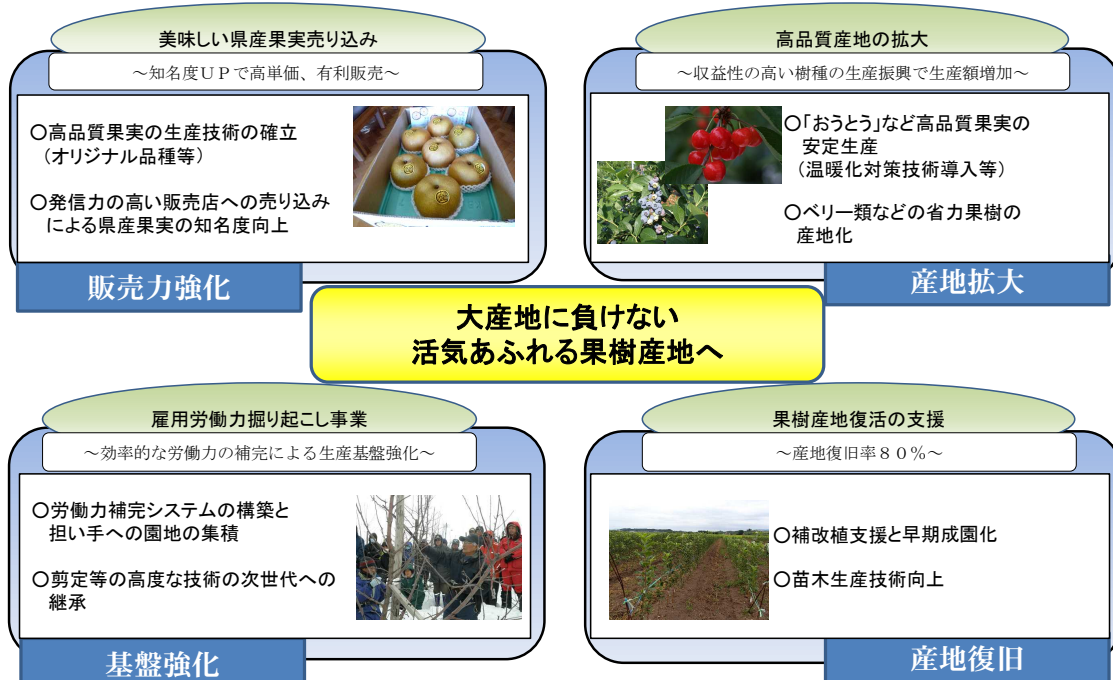 美味しい県産果実売り込み
～知名度ＵＰで高単価、有利販売～
○高品質果実の生産技術の確立
（オリジナル品種等）
○発信力の高い販売店への売り込み
による県産果実の知名度向上
販売力強化
高品質産地の拡大
～収益性の高い樹種の生産振興で生産額増加～
○「おうとう」など高品質果実の
安定生産
（温暖化対策技術導入等）
○ベリー類などの省力果樹の
産地化
産地拡大
大産地に負けない
活気あふれる果樹産地へ
雇用労働力掘り起こし事業
～効率的な労働力の補完による生産基盤強化～
○労働力補完システムの構築と
担い手への園地の集積
○剪定等の高度な技術の次世代への
継承
基盤強化
果樹産地復活の支援
～産地復旧率８０％～
○補改植支援と早期成園化
○苗木生産技術向上
産地復旧